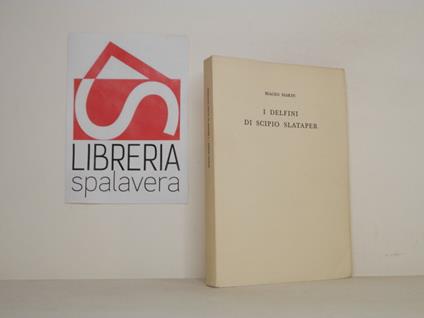 LIBRERIA
spalavera
BIAGIO MARIN
I DELFINI
DI SCIPIO SLATAPER